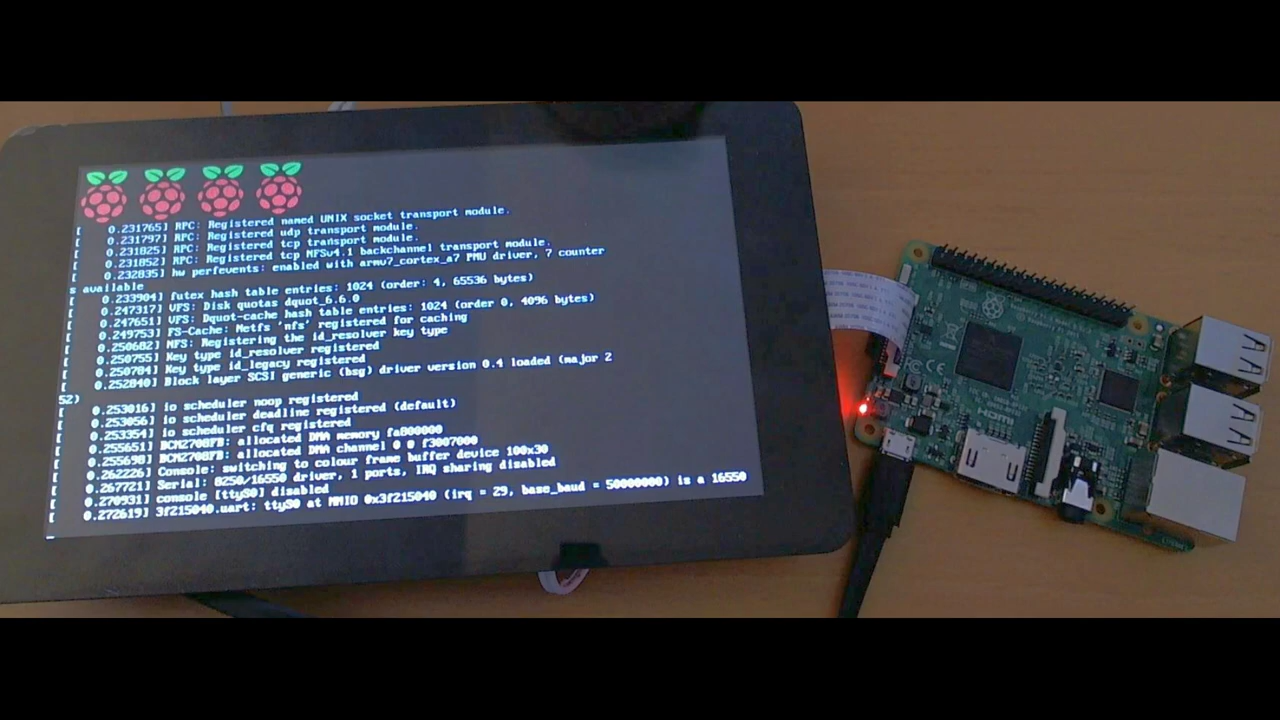 [    0.231765] RPC: Registered named UNIX socket transport module.
[    0.231797] RPC: Registered udp transport module.
[    0.231825] RPC: Registered tcp transport module.
[    0.231852] RPC: Registered tcp NFSv4.1 backchannel transport module.
[    0.232835] hw perfevents: enabled with armv7_cortex_a7 PMU driver, 7 counter
s available
[    0.233904] futex hash table entries: 1024 (order: 4, 65536 bytes)
[    0.247317] VFS: Disk quotas dquot_6.6.0
[    0.247651] VFS: Dquot-cache hash table entries: 1024 (order 0, 4096 bytes)
[    0.249753] FS-Cache: Netfs 'nfs' registered for caching
[    0.250682] NFS: Registering the id_resolver key type
[    0.250755] Key type id_resolver registered
[    0.250784] Key type id_legacy registered
[    0.252840] Block layer SCSI generic (bsg) driver version 0.4 loaded (major 2
52)
[    0.253016] io scheduler noop registered
[    0.253056] io scheduler deadline registered (default)
[    0.253354] io scheduler cfq registered
[    0.255651] BCM2708FB: allocated DMA memory fa800000
[    0.255698] BCM2708FB: allocated DMA channel 0 @ f3007000
[    0.262226] Console: switching to colour frame buffer device 100x30
[    0.267721] Serial: 8250/16550 driver, 1 ports, IRQ sharing disabled
[    0.270931] console [ttyS0] disabled
[    0.272619] 3f215040.uart: ttyS0 at MMIO 0x3f215040 (irq = 29, base_baud = 50000000) is a 16550
HDMI